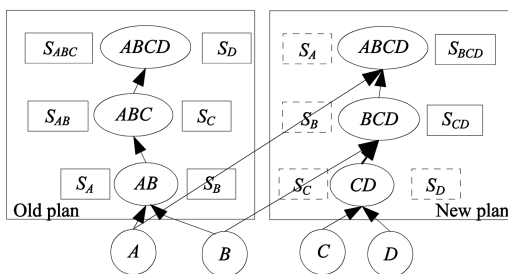 S_ABC ABCD S_D S_A ABCD S_BCD
S_AB ABC S_C S_B BCD S_CD
S_A AB S_B S_C CD S_D
Old plan New plan
A B C D